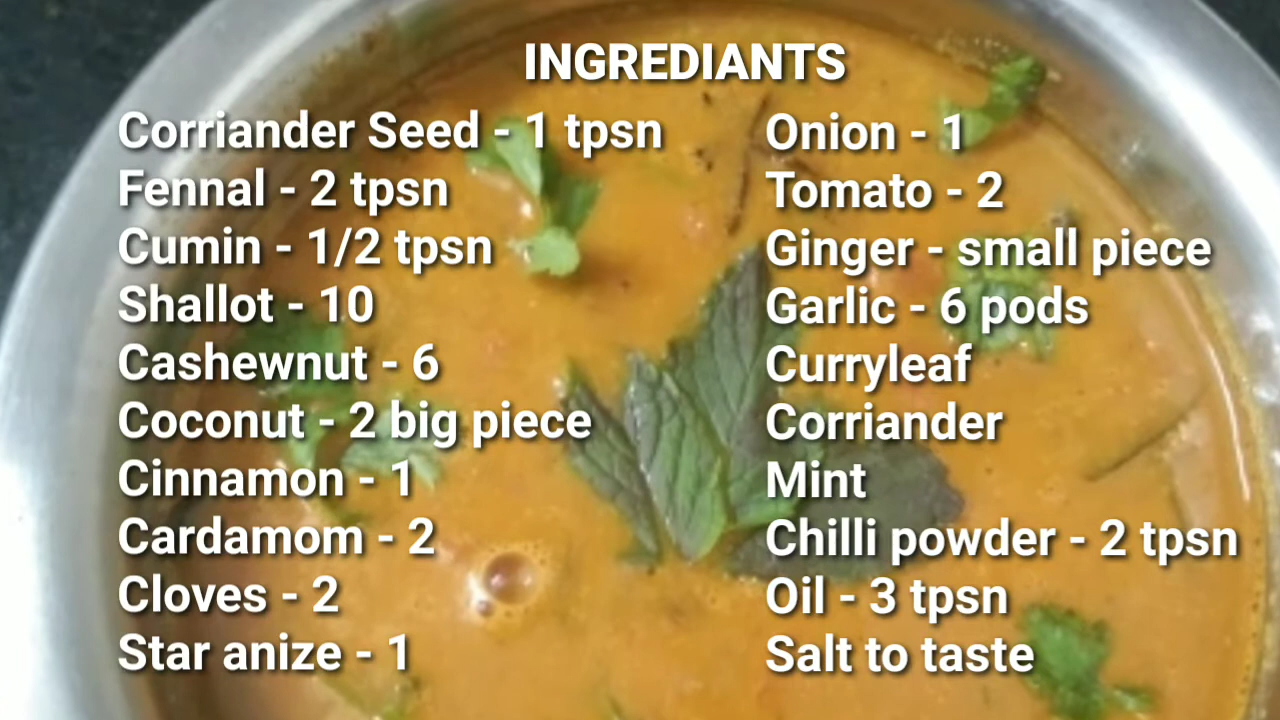 INGREDIANTS
Corriander Seed - 1 tpsn
Fennal - 2 tpsn
Cumin - 1/2 tpsn
Shallot - 10
Cashewnut - 6
Coconut - 2 big piece
Cinnamon - 1
Cardamom - 2
Cloves - 2
Star anize - 1
Onion - 1
Tomato - 2
Ginger - small piece
Garlic - 6 pods
Curryleaf
Corriander
Mint
Chilli powder - 2 tpsn
Oil - 3 tpsn
Salt to taste